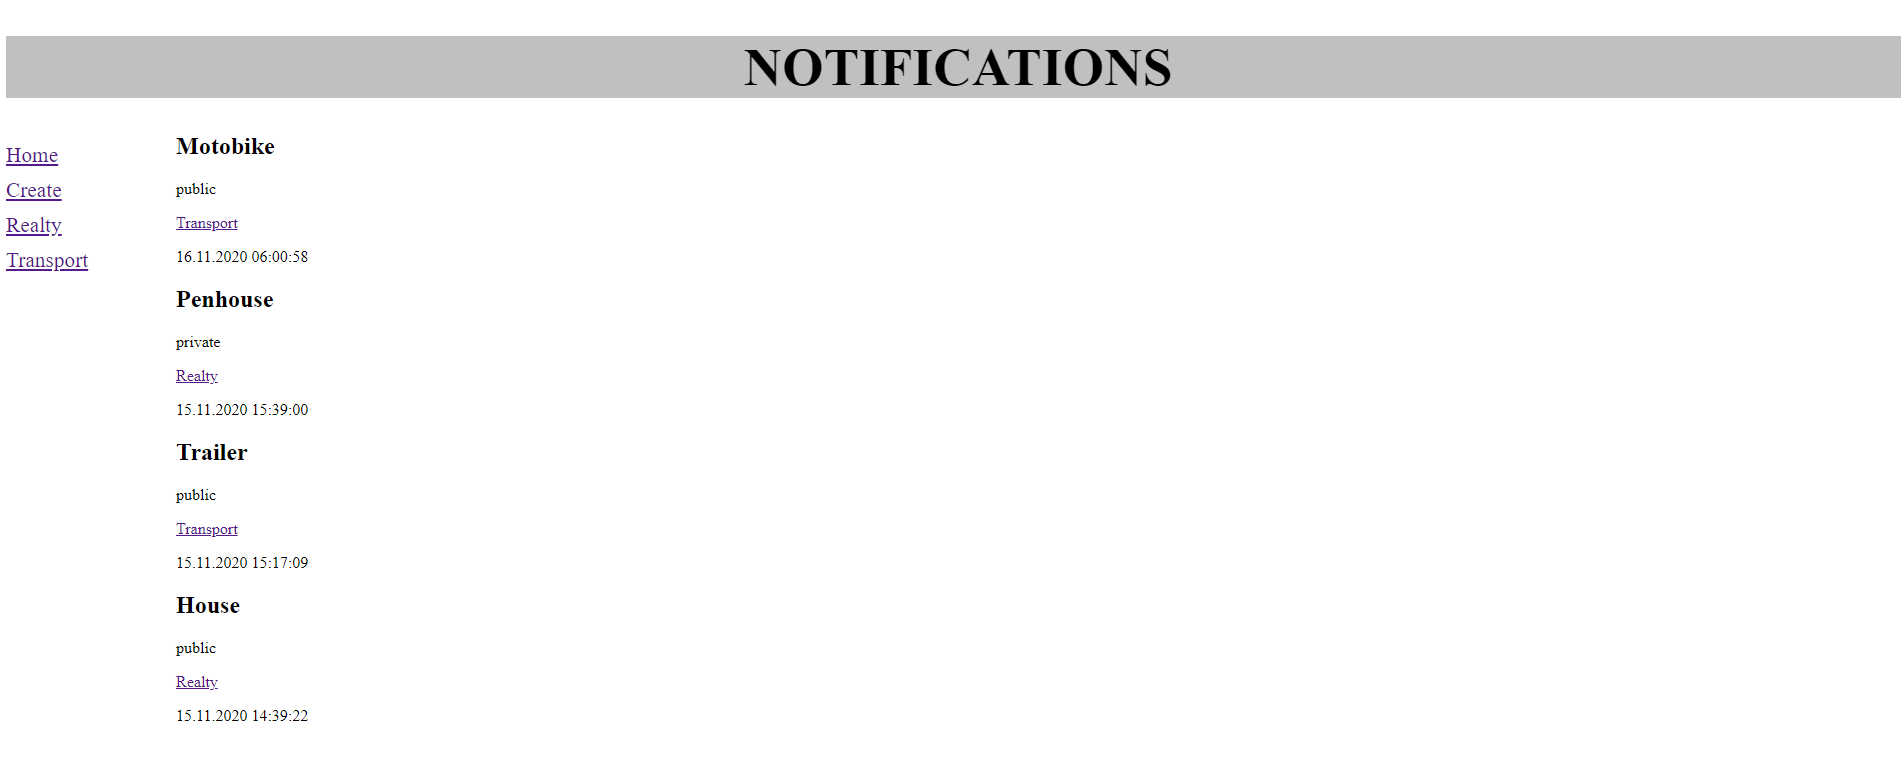 NOTIFICATIONS
Home
Create
Realty
Transport
Motobike
public
Transport
16.11.2020 06:00:58
Penhouse
private
Realty
15.11.2020 15:39:00
Trailer
public
Transport
15.11.2020 15:17:09
House
public
Realty
15.11.2020 14:39:22